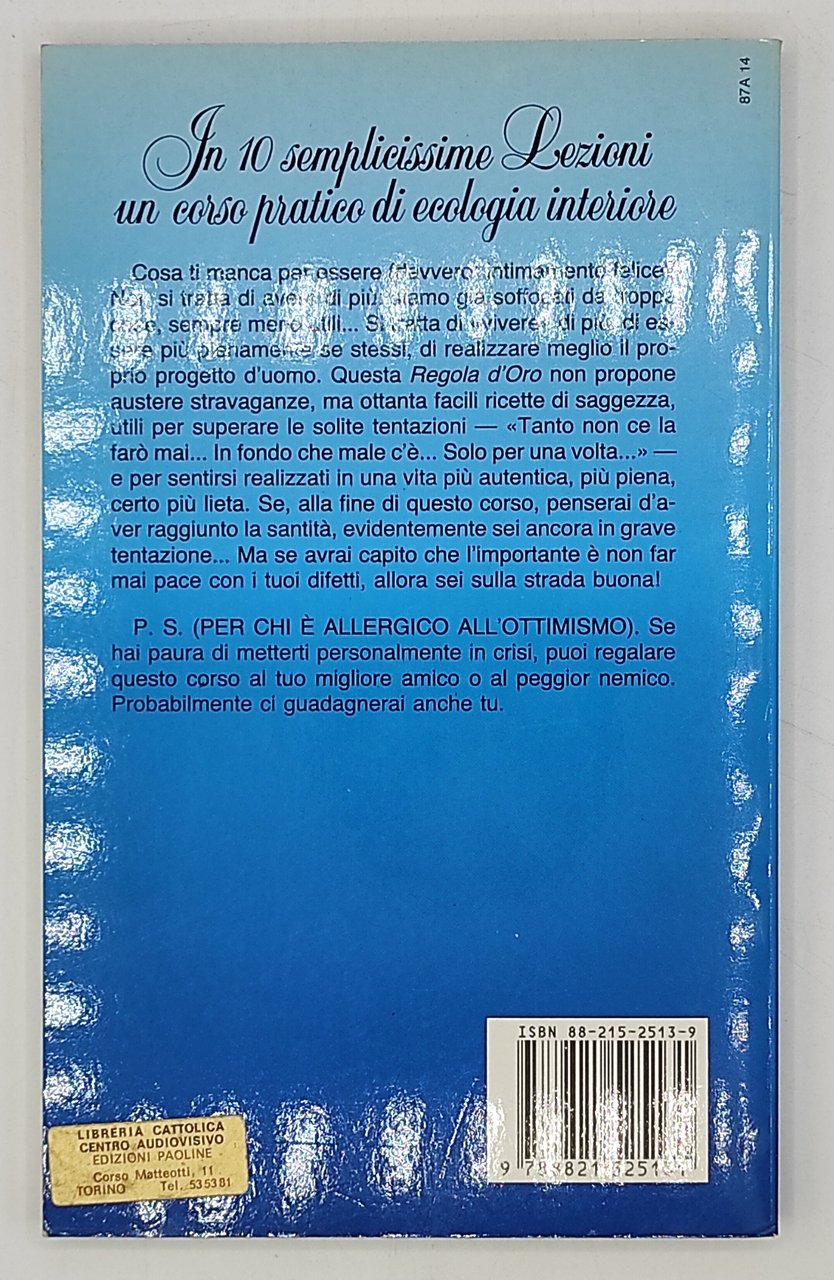 87A 14
In 10 semplicissime Lezioni
un corso pratico di ecologia interiore
Cosa ti manca per essere (davvero) intimamento felice?
Non si tratta di avere di più: siamo già soffocati da troppe
cose, sempre meno utili... Si tratta di vivere di più, di es-
sere più pienamente se stessi, di realizzare meglio il pro-
prio progetto d'uomo. Questa Regola d'Oro non propone
austere stravaganze, ma ottanta facili ricette di saggezza,
utili per superare le solite tentazioni — «Tanto non ce la
farò mai... In fondo che male c'è... Solo per una volta...» —
e per sentirsi realizzati in una vita più autentica, più piena,
certo più lieta. Se, alla fine di questo corso, penserai d'a-
ver raggiunto la santità, evidentemente sei ancora in grave
tentazione... Ma se avrai capito che l'importante è non far
mai pace con i tuoi difetti, allora sei sulla strada buona!
P. S. (PER CHI È ALLERGICO ALL'OTTIMISMO). Se
hai paura di metterti personalmente in crisi, puoi regalare
questo corso al tuo migliore amico o al peggior nemico.
Probabilmente ci guadagnerai anche tu.
ISBN 88-215-2513-9
LIBRERIA CATTOLICA
CENTRO AUDIOVISIVO
EDIZIONI PAOLINE
Corso Matteotti, 11
TORINO Tel. 535381